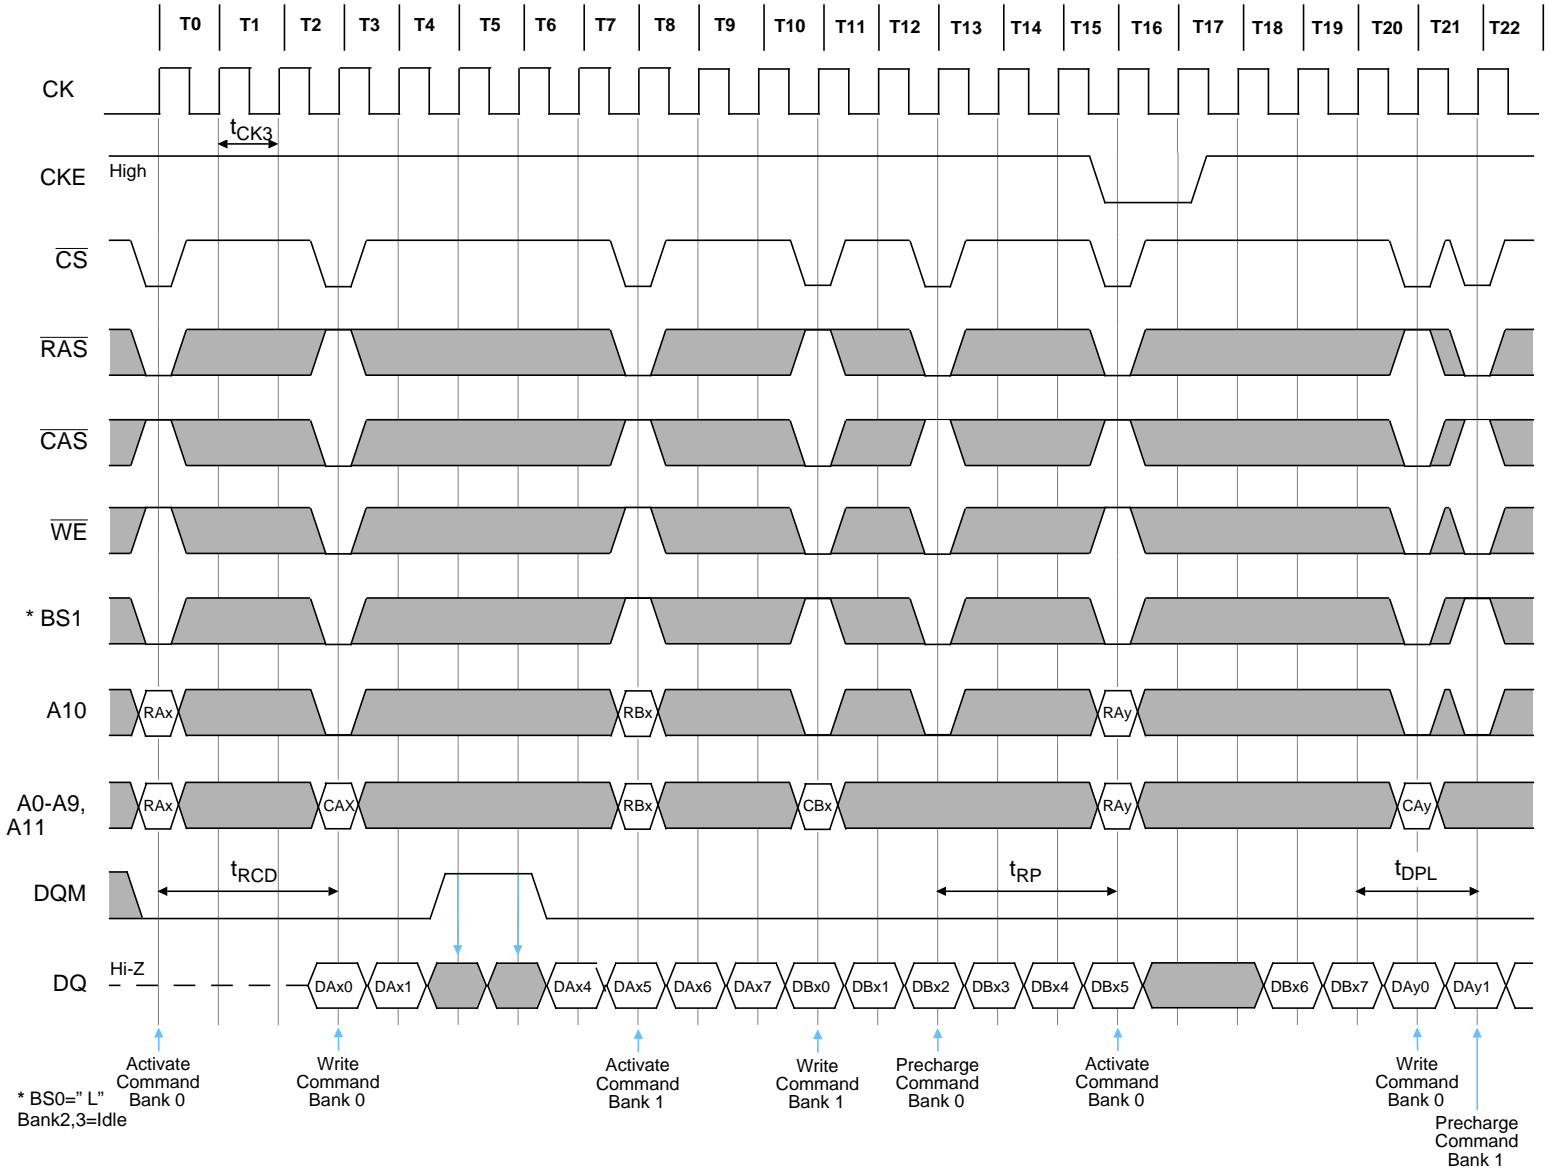 T0 T1 T2 T3 T4 T5 T6 T7 T8 T9 T10 T11 T12 T13 T14 T15 T16 T17 T18 T19 T20 T21 T22
CK
tCK3
CKE High
CS
RAS
CAS
WE
* BS1
A10 RAx RBx RAy
A0-A9,
A11
RAx CAX RBx CBx RAy CAy
tRCD tRP tDPL
DQM
DQ Hi-Z DAx0 DAx1 DAx4 DAx5 DAx6 DAx7 DBx0 DBx1 DBx2 DBx3 DBx4 DBx5 DBx6 DBx7 DAy0 DAy1
Activate
Command
Bank 0
Write
Command
Bank 0
Activate
Command
Bank 1
Write
Command
Bank 1
Precharge
Command
Bank 0
Activate
Command
Bank 0
Write
Command
Bank 0
Precharge
Command
Bank 1
* BS0=” L”
Bank2,3=Idle